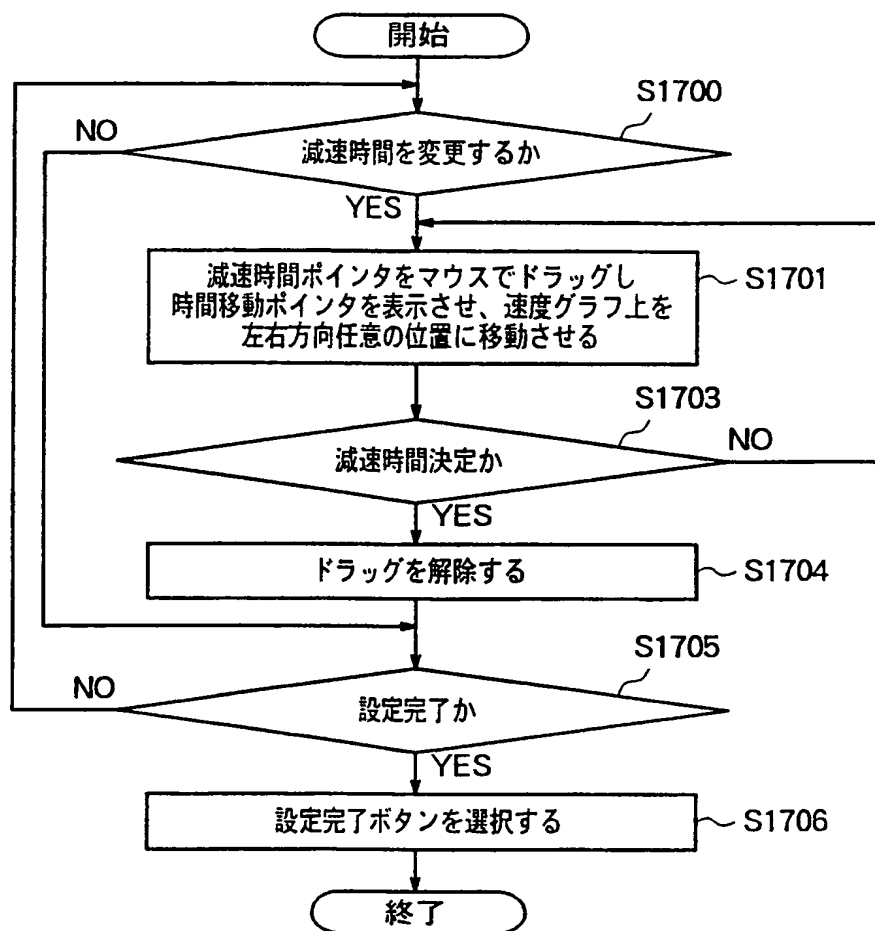 開始
S1700
NO
減速時間を変更するか
YES
減速時間ポインタをマウスでドラッグし
時間移動ポインタを表示させ、速度グラフ上を
左右方向任意の位置に移動させる
S1701
S1703
減速時間決定か
NO
YES
ドラッグを解除する
S1704
S1705
NO
設定完了か
YES
設定完了ボタンを選択する
S1706
終了